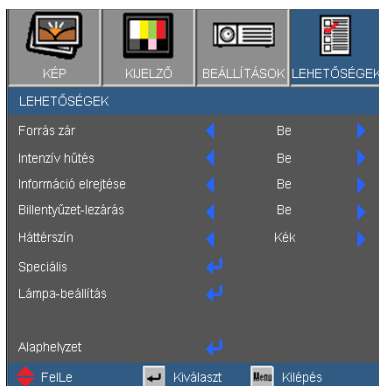 KÉP KIJELZŐ BEÁLLÍTÁSOK LEHETŐSÉGEK
LEHETŐSÉGEK
Forrás zár Be
Intenzív hűtés Be
Információ elrejtése Be
Billentyűzet-lezárás Be
Háttérszín Kék
Speciális
Lámpa-beállítás
Alaphelyzet
FelLe Kiválaszt Menu Kilépés